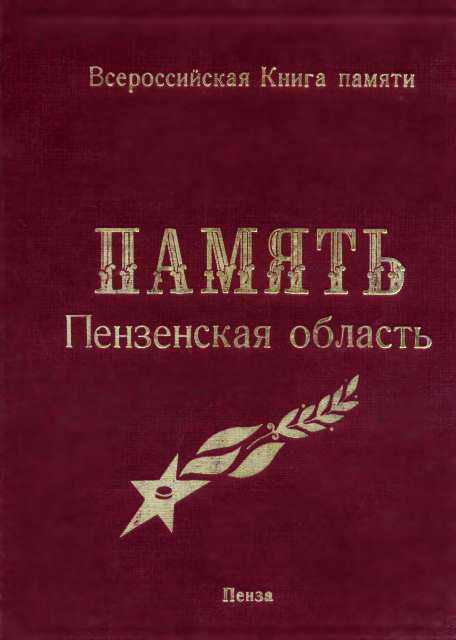 Всероссийская Книга памяти
ПАМЯТЬ
Пензенская область
Пенза